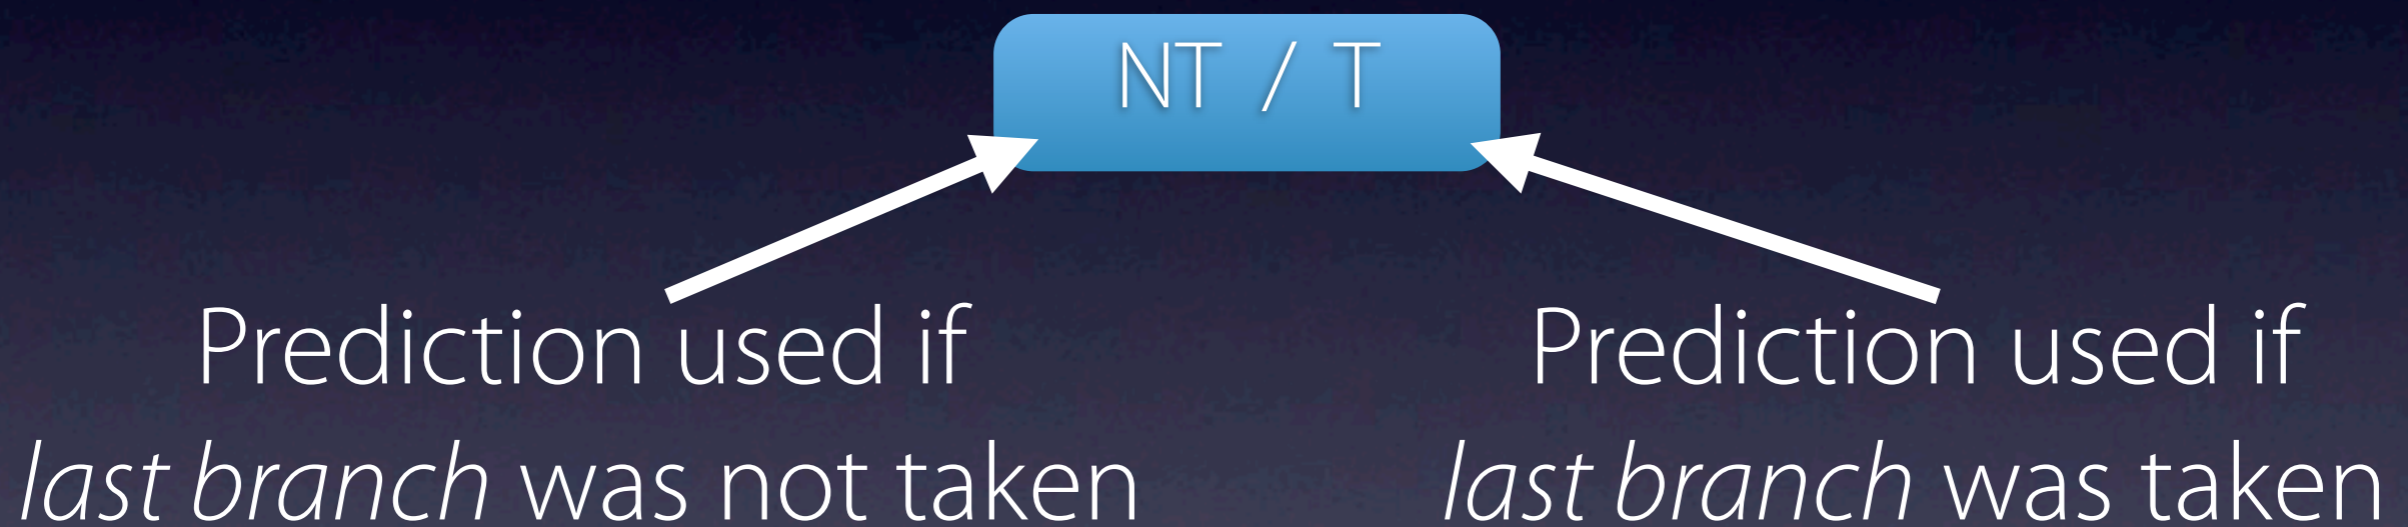 NT / T
Prediction used if
last branch was not taken
Prediction used if
last branch was taken